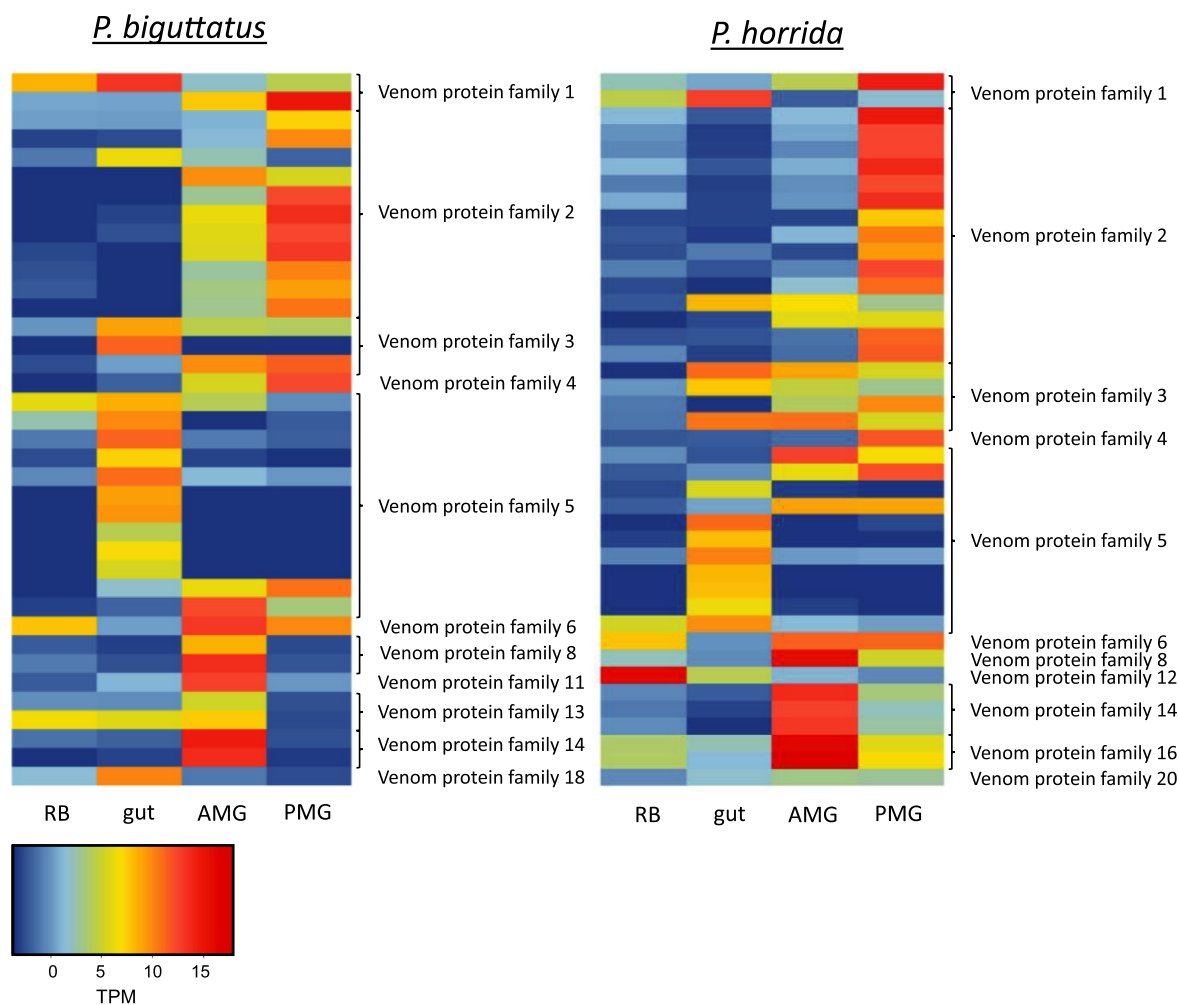 P. biguttatus
Venom protein family 1
Venom protein family 2
Venom protein family 3
Venom protein family 4
Venom protein family 5
Venom protein family 6
Venom protein family 8
Venom protein family 11
Venom protein family 13
Venom protein family 14
Venom protein family 18
RB gut AMG PMG
P. horrida
Venom protein family 1
Venom protein family 2
Venom protein family 3
Venom protein family 4
Venom protein family 5
Venom protein family 6
Venom protein family 8
Venom protein family 12
Venom protein family 14
Venom protein family 16
Venom protein family 20
RB gut AMG PMG
0 5 10 15
TPM